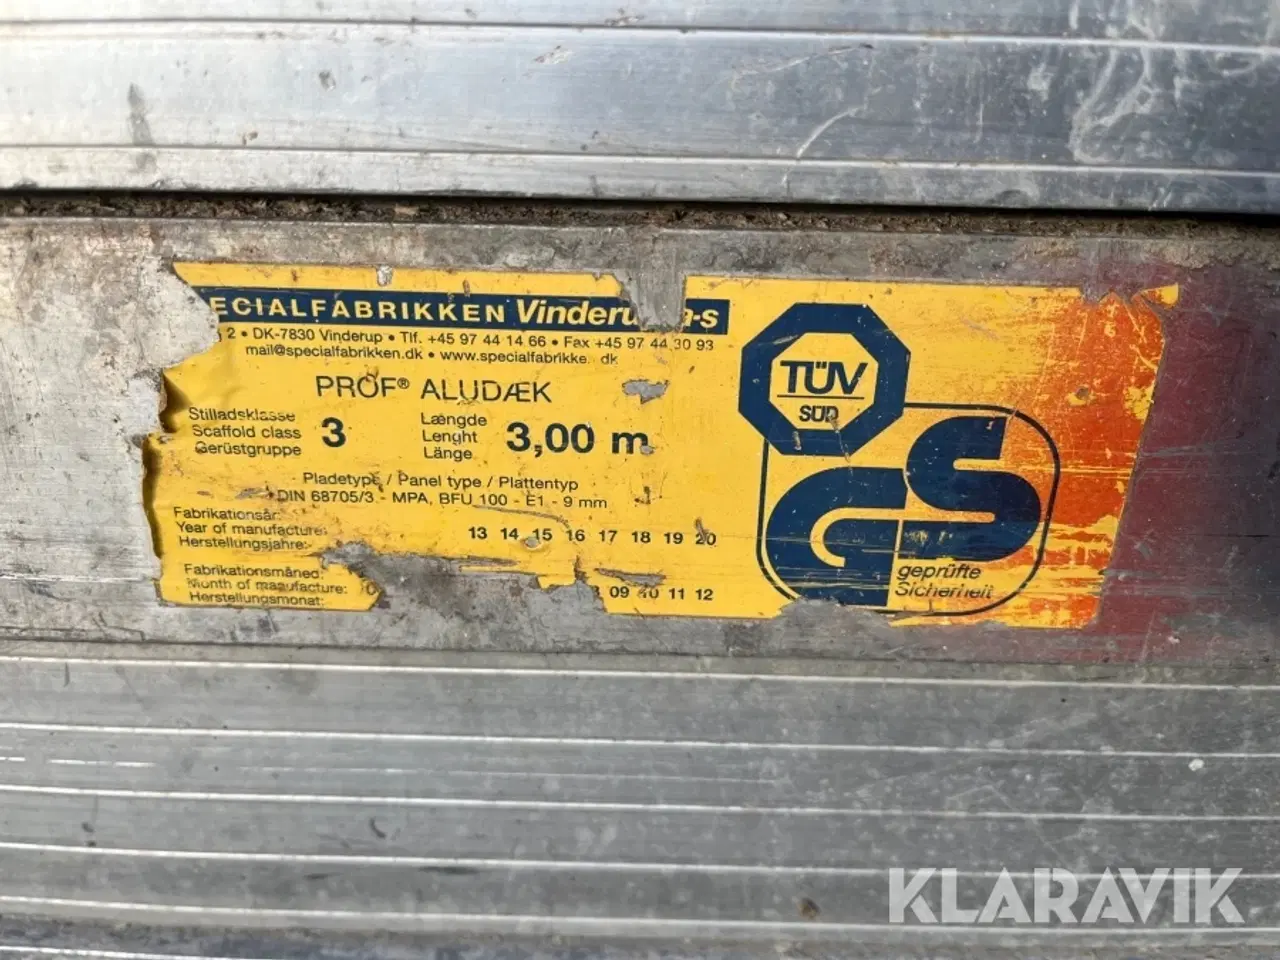 SPECIALFABRIKKEN Vinderup a-s
2 • DK-7830 Vinderup • Tlf. +45 97 44 14 66 • Fax +45 97 44 30 93
mail@specialfabrikken.dk • www.specialfabrikke dk
PROF® ALUDÆK
Stilladsklasse
Scaffold class
Gerüstgruppe
3
Længde
Lenght
Länge
3,00 m
Pladetype / Panel type / Plattentyp
DIN 68705/3 - MPA, BFU 100 - E1 - 9 mm
Fabrikationsår:
Year of manufacture:
Herstellungsjahre:
13 14 15 16 17 18 19 20
Fabrikationsmåned:
Month of manufacture:
Herstellungsmonat:
09 10 11 12
TÜV
SÜD
GS
geprüfte
Sicherheit
KLARAVIK